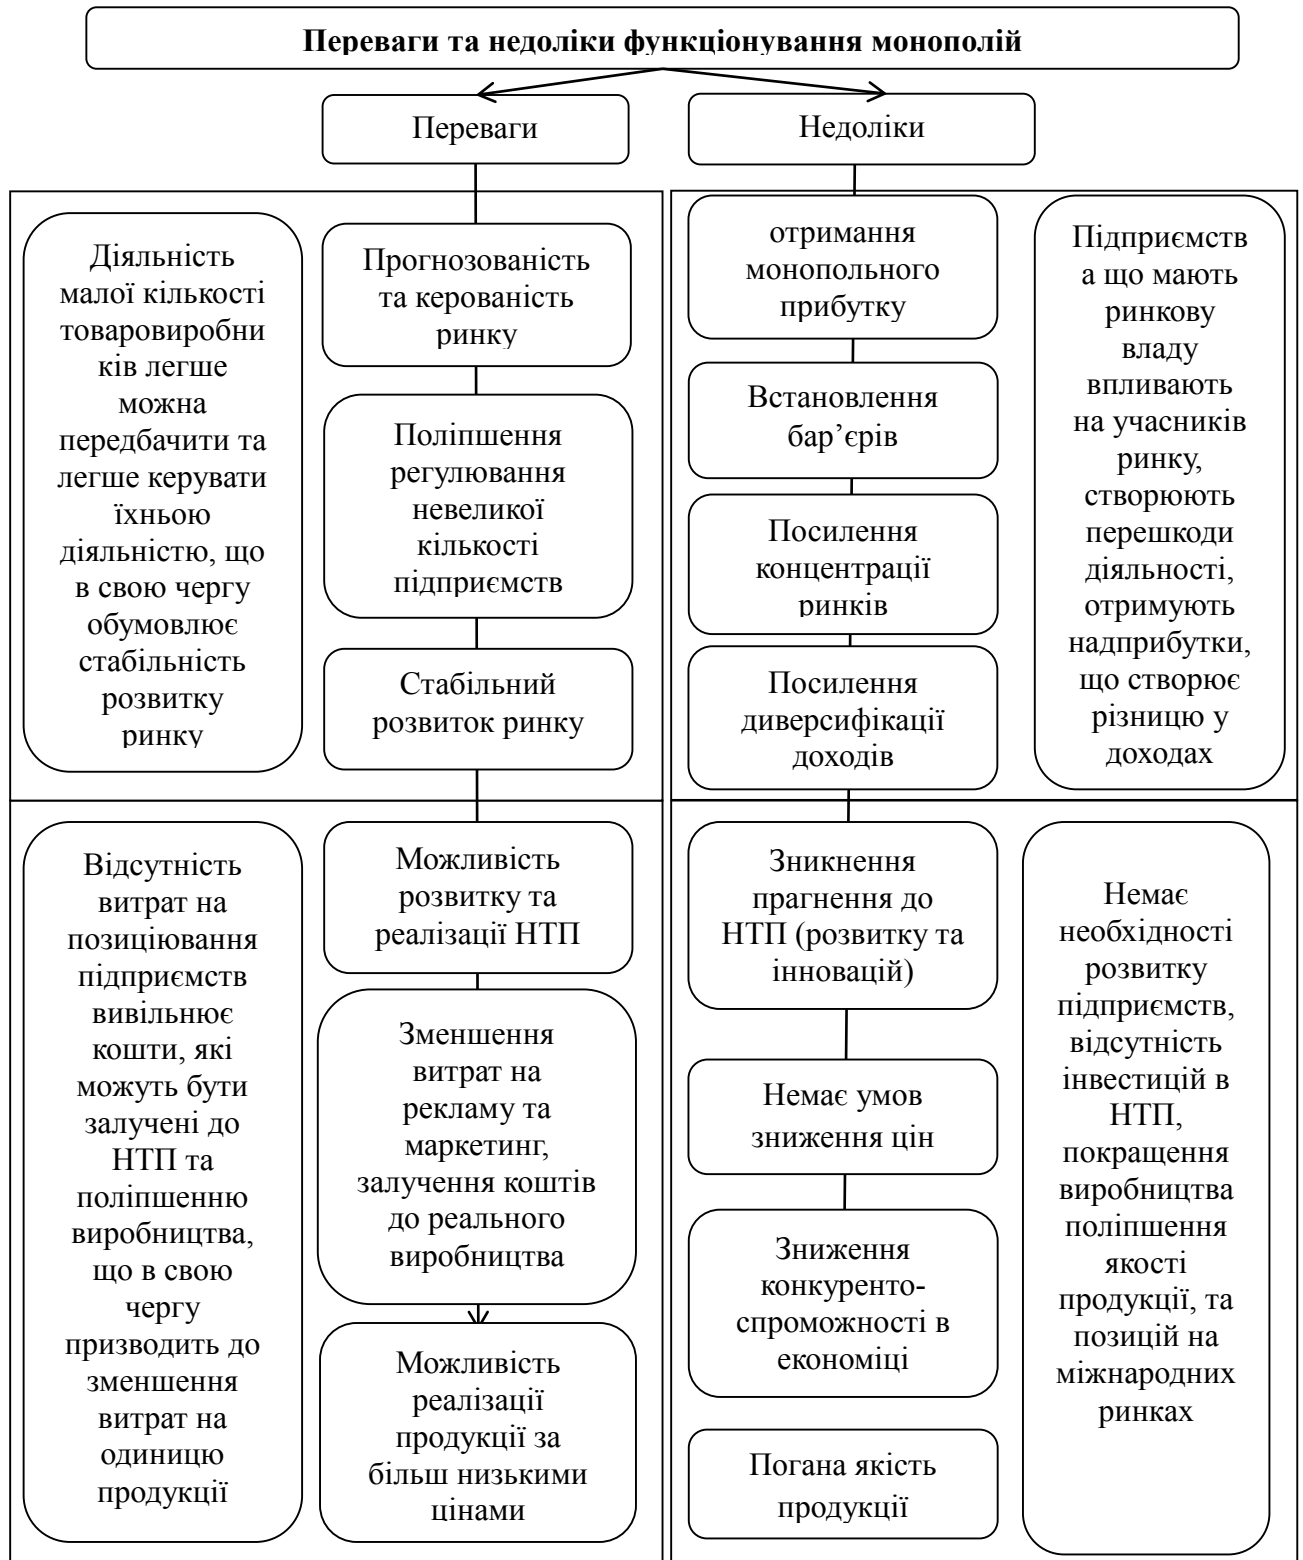 Переваги та недоліки функціонування монополій
Переваги
Недоліки
Діяльність
малої кількості
товаровиробни
ків легше
можна
передбачити та
легше керувати
їхньою
діяльністю, що
в свою чергу
обумовлює
стабільність
розвитку
ринку
Прогнозованість
та керованість
ринку
Поліпшення
регулювання
невеликої
кількості
підприємств
Стабільний
розвиток ринку
отримання
монопольного
прибутку
Встановлення
бар’єрів
Посилення
концентрації
ринків
Посилення
диверсифікації
доходів
Підприємств
а що мають
ринкову
владу
впливають
на учасників
ринку,
створюють
перешкоди
діяльності,
отримують
надприбутки,
що створює
різницю у
доходах
Відсутність
витрат на
позиціювання
підприємств
вивільнює
кошти, які
можуть бути
залучені до
НТП та
поліпшенню
виробництва,
що в свою
чергу
призводить до
зменшення
витрат на
одиницю
продукції
Можливість
розвитку та
реалізації НТП
Зменшення
витрат на
рекламу та
маркетинг,
залучення коштів
до реального
виробництва
Можливість
реалізації
продукції за
більш низькими
цінами
Зникнення
прагнення до
НТП (розвитку та
інновацій)
Немає умов
зниження цін
Зниження
конкуренто-
спроможності в
економіці
Погана якість
продукції
Немає
необхідності
розвитку
підприємств,
відсутність
інвестицій в
НТП,
покращення
виробництва
поліпшення
якості
продукції, та
позицій на
міжнародних
ринках